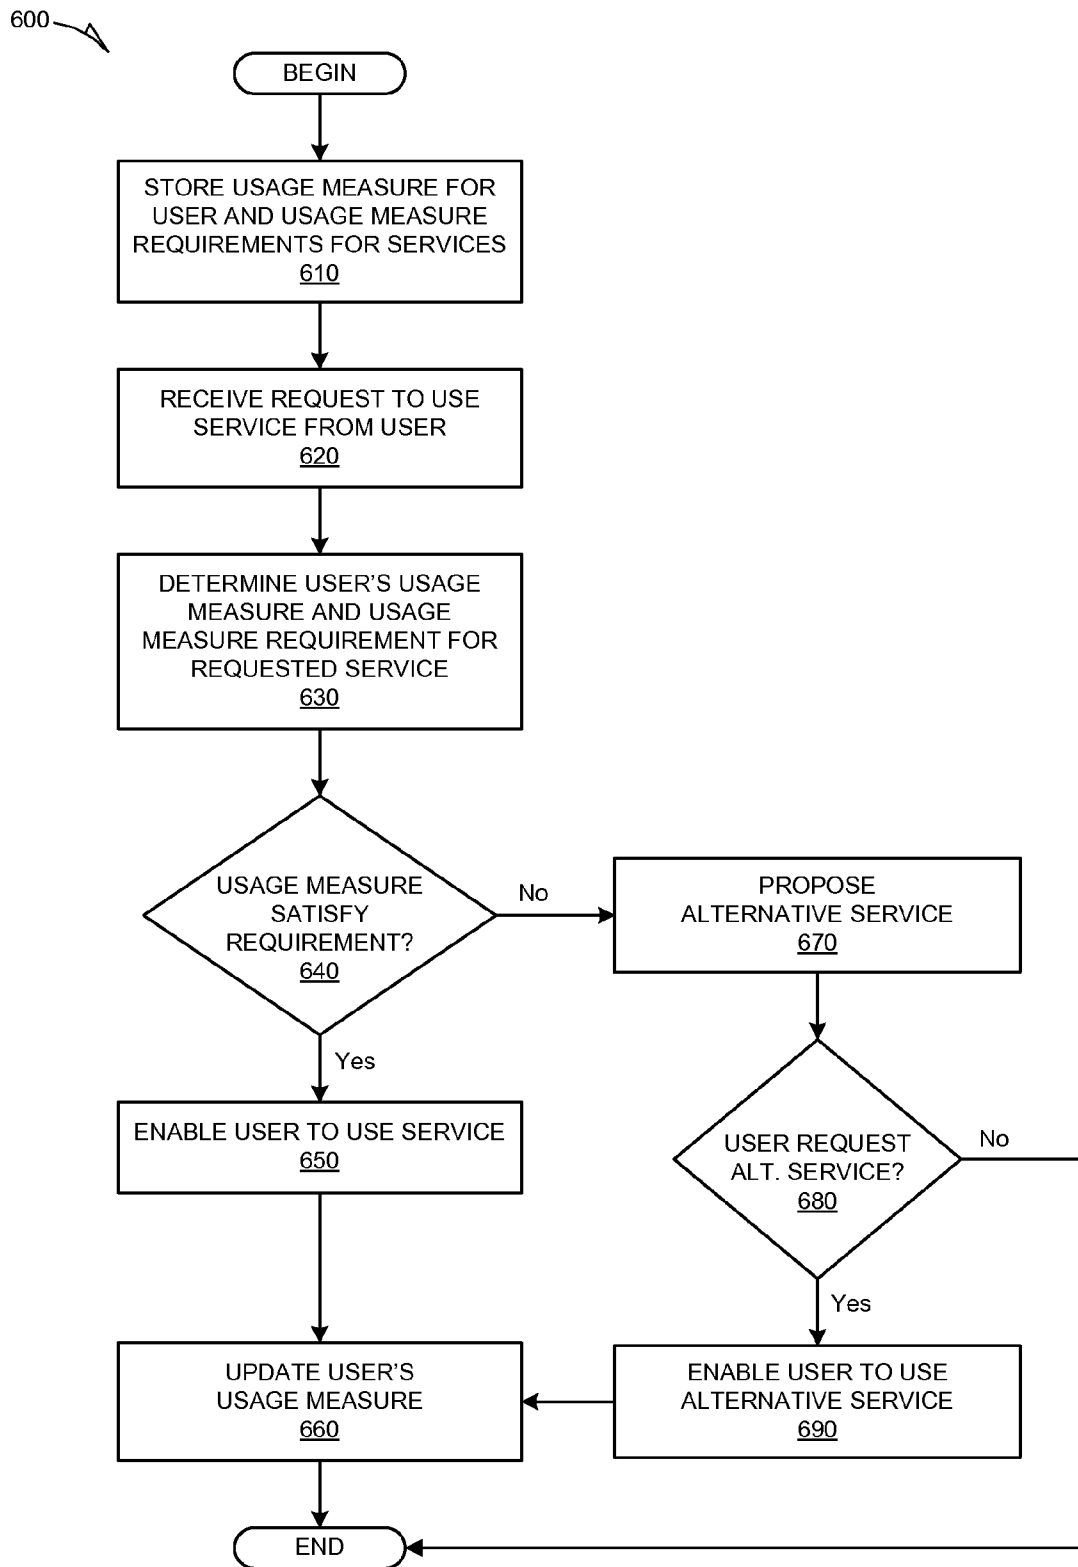 600
BEGIN
STORE USAGE MEASURE FOR
USER AND USAGE MEASURE
REQUIREMENTS FOR SERVICES
610
RECEIVE REQUEST TO USE
SERVICE FROM USER
620
DETERMINE USER'S USAGE
MEASURE AND USAGE
MEASURE REQUIREMENT FOR
REQUESTED SERVICE
630
USAGE MEASURE
SATISFY
REQUIREMENT?
640
No
PROPOSE
ALTERNATIVE SERVICE
670
Yes
ENABLE USER TO USE SERVICE
650
USER REQUEST
ALT. SERVICE?
680
No
Yes
ENABLE USER TO USE
ALTERNATIVE SERVICE
690
UPDATE USER'S
USAGE MEASURE
660
END